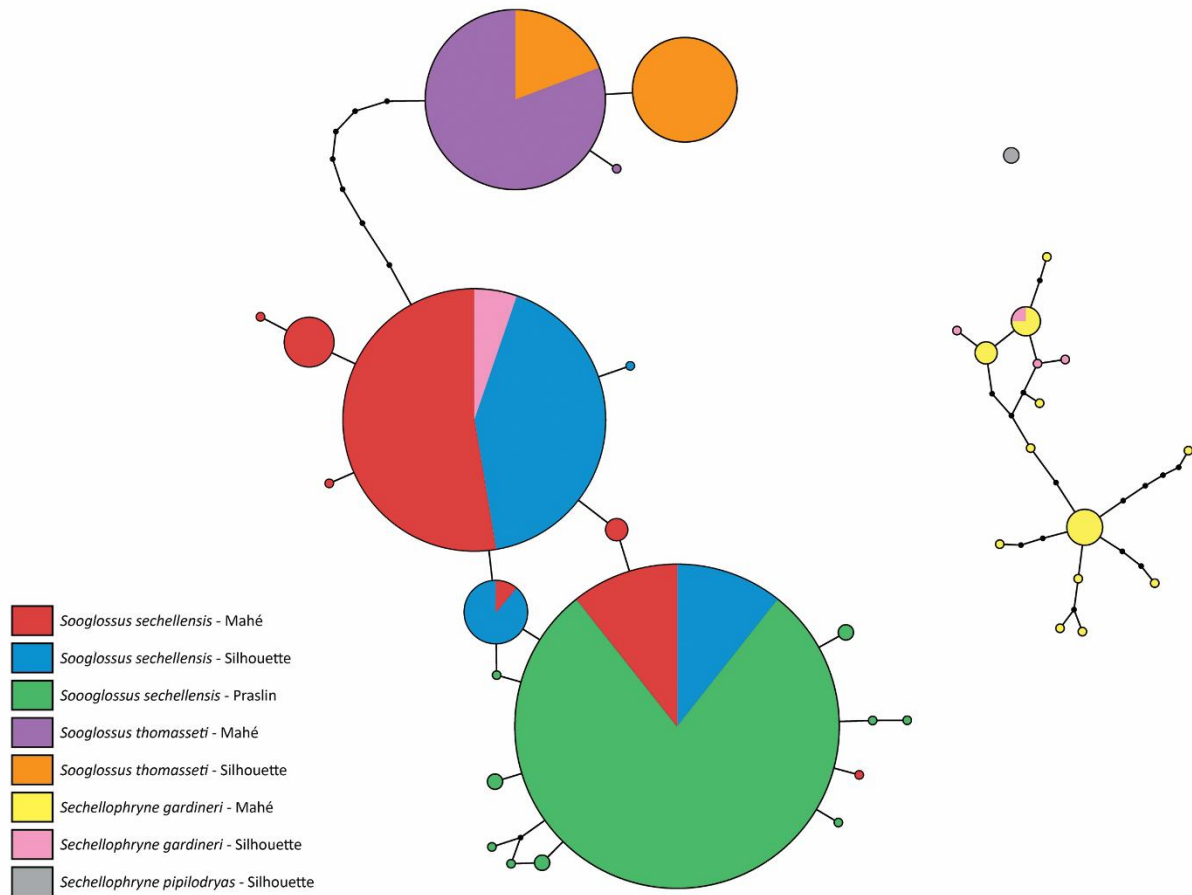 Sooglossus sechellensis - Mahé
Sooglossus sechellensis - Silhouette
Soooglossus sechellensis - Praslin
Sooglossus thomasseti - Mahé
Sooglossus thomasseti - Silhouette
Sechellophryne gardineri - Mahé
Sechellophryne gardineri - Silhouette
Sechellophryne pipilodryas - Silhouette